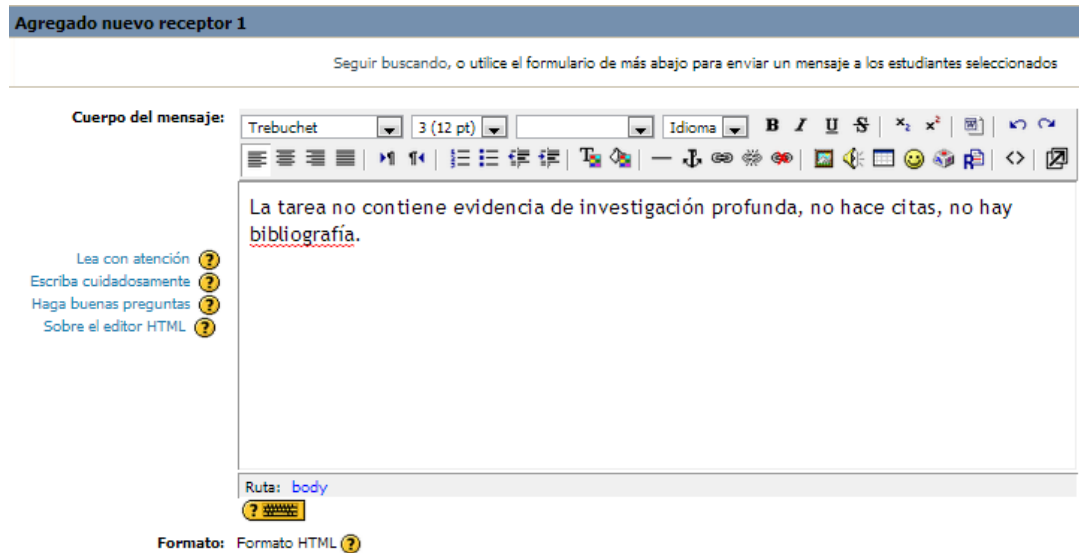 Agregado nuevo receptor 1
Seguir buscando, o utilice el formulario de más abajo para enviar un mensaje a los estudiantes seleccionados
Cuerpo del mensaje:
Trebuchet 3 (12 pt) Idioma B I U S x₂ x²
La tarea no contiene evidencia de investigación profunda, no hace citas, no hay
bibliografía.
Lea con atención ?
Escriba cuidadosamente ?
Haga buenas preguntas ?
Sobre el editor HTML ?
Ruta: body
?
Formato: Formato HTML ?